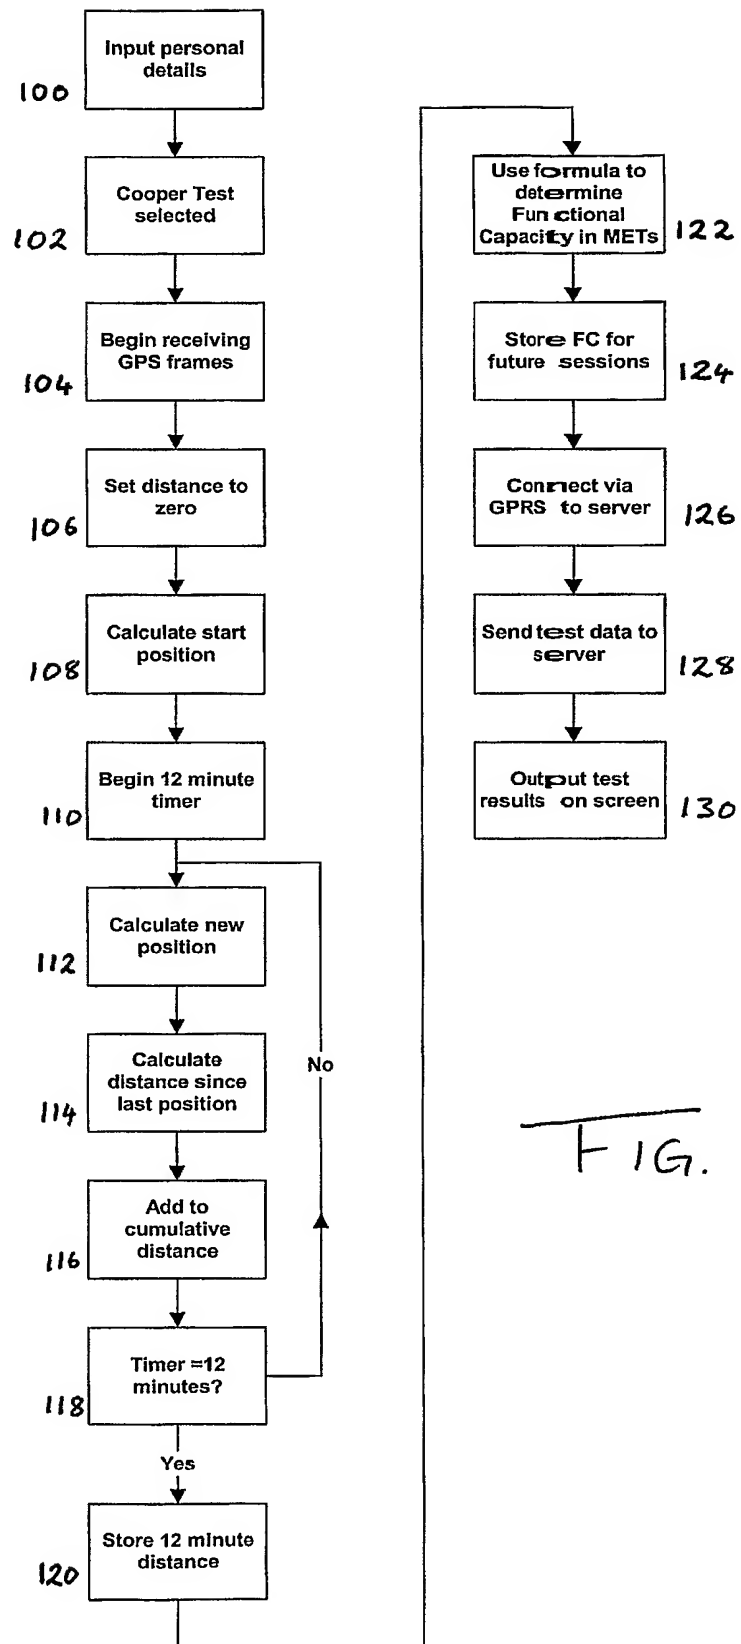 Input personal
details
100
Cooper Test
selected
102
Begin receiving
GPS frames
104
Set distance to
zero
106
Calculate start
position
108
Begin 12 minute
timer
110
Calculate new
position
112
Calculate
distance since
last position
114
No
Add to
cumulative
distance
116
Timer =12
minutes?
118
Yes
Store 12 minute
distance
120
Use formula to
determine
Functional
Capacity in METs
122
Store FC for
future sessions
124
Connect via
GPRS to server
126
Send test data to
server
128
Output test
results on screen
130
FIG.